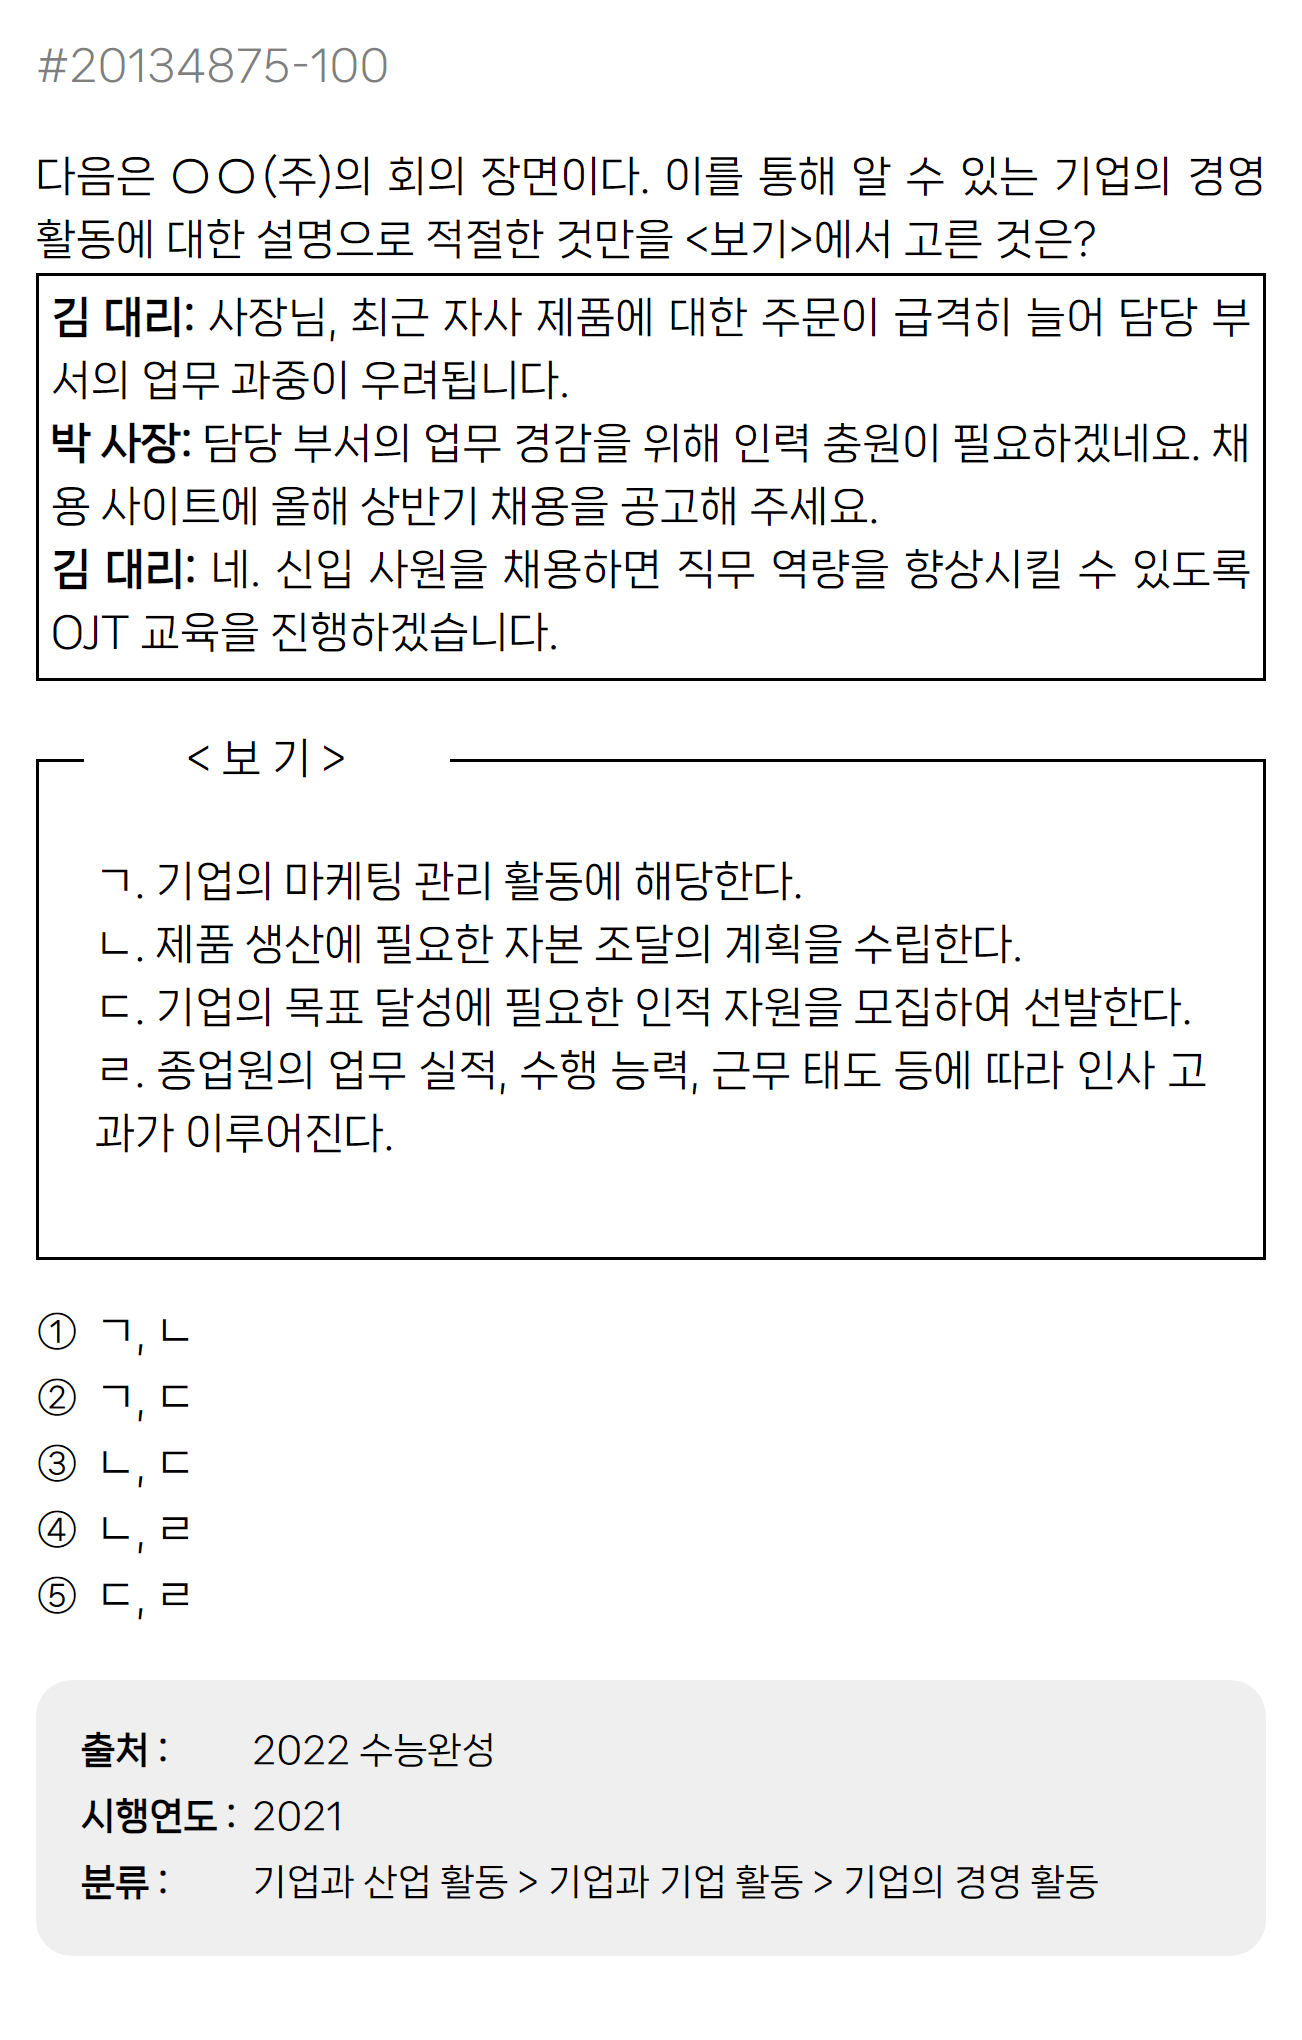 #20134875-100
다음은 ○○(주)의 회의 장면이다. 이를 통해 알 수 있는 기업의 경영
활동에 대한 설명으로 적절한 것만을 <보기>에서 고른 것은?
김 대리: 사장님, 최근 자사 제품에 대한 주문이 급격히 늘어 담당 부
서의 업무 과중이 우려됩니다.
박 사장: 담당 부서의 업무 경감을 위해 인력 충원이 필요하겠네요. 채
용 사이트에 올해 상반기 채용을 공고해 주세요.
김 대리: 네. 신입 사원을 채용하면 직무 역량을 향상시킬 수 있도록
OJT 교육을 진행하겠습니다.
< 보 기 >
ㄱ. 기업의 마케팅 관리 활동에 해당한다.
ㄴ. 제품 생산에 필요한 자본 조달의 계획을 수립한다.
ㄷ. 기업의 목표 달성에 필요한 인적 자원을 모집하여 선발한다.
ㄹ. 종업원의 업무 실적, 수행 능력, 근무 태도 등에 따라 인사 고
과가 이루어진다.
① ㄱ, ㄴ
② ㄱ, ㄷ
③ ㄴ, ㄷ
④ ㄴ, ㄹ
⑤ ㄷ, ㄹ
출처 : 2022 수능완성
시행연도 : 2021
분류 : 기업과 산업 활동 > 기업과 기업 활동 > 기업의 경영 활동